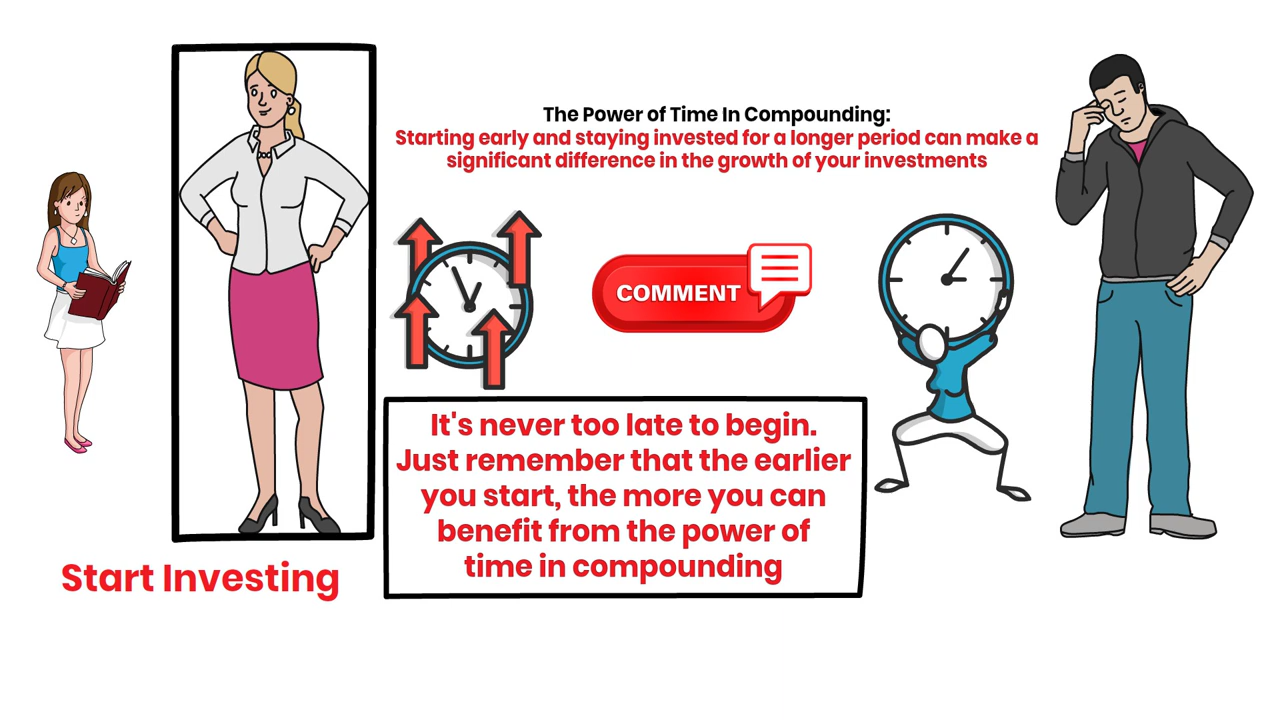 The Power of Time In Compounding:
Starting early and staying invested for a longer period can make a
significant difference in the growth of your investments
COMMENT
It's never too late to begin.
Just remember that the earlier
you start, the more you can
benefit from the power of
time in compounding
Start Investing